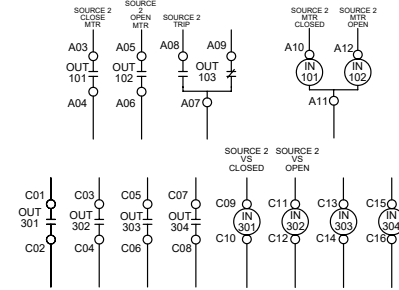 SOURCE 2
CLOSE
MTR
SOURCE
2
OPEN
MTR
SOURCE 2
TRIP
SOURCE 2
MTR
CLOSED
SOURCE 2
MTR
OPEN
A03
A05
A08
A09
A10
A12
OUT
101
OUT
102
OUT
103
IN
101
IN
102
A04
A06
A07
A11
SOURCE 2
VS
CLOSED
SOURCE 2
VS
OPEN
C01
C03
C05
C07
C09
C11
C13
C15
OUT
301
OUT
302
OUT
303
OUT
304
IN
301
IN
302
IN
303
IN
304
C02
C04
C06
C08
C10
C12
C14
C16